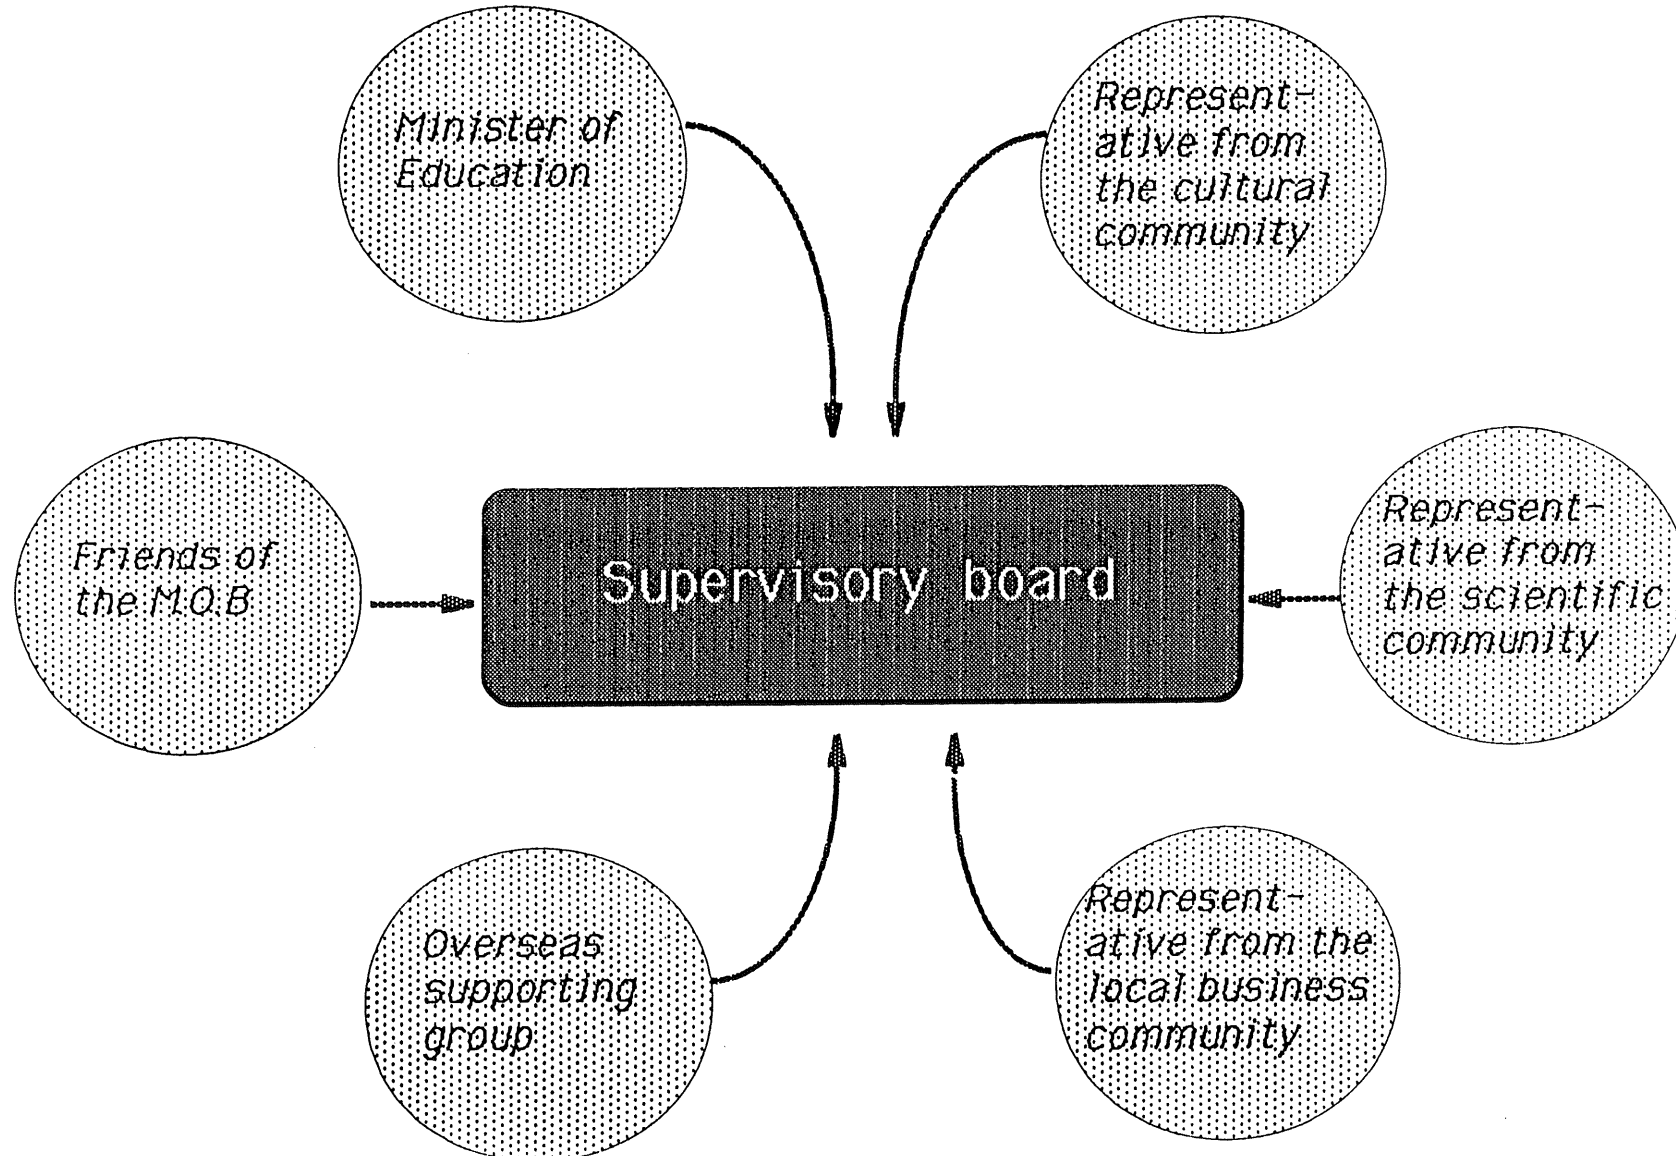 Minister of
Education
Represent-
ative from
the cultural
community
Friends of
the M.O.B
Supervisory board
Represent-
ative from
the scientific
community
Overseas
supporting
group
Represent-
ative from the
local business
community